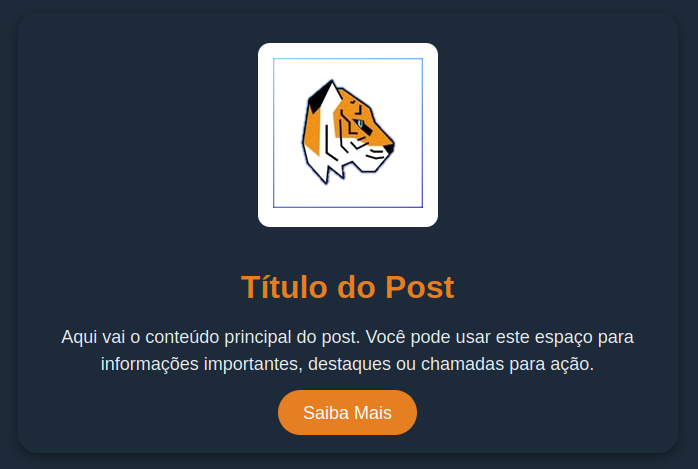 Título do Post
Aqui vai o conteúdo principal do post. Você pode usar este espaço para
informações importantes, destaques ou chamadas para ação.
Saiba Mais